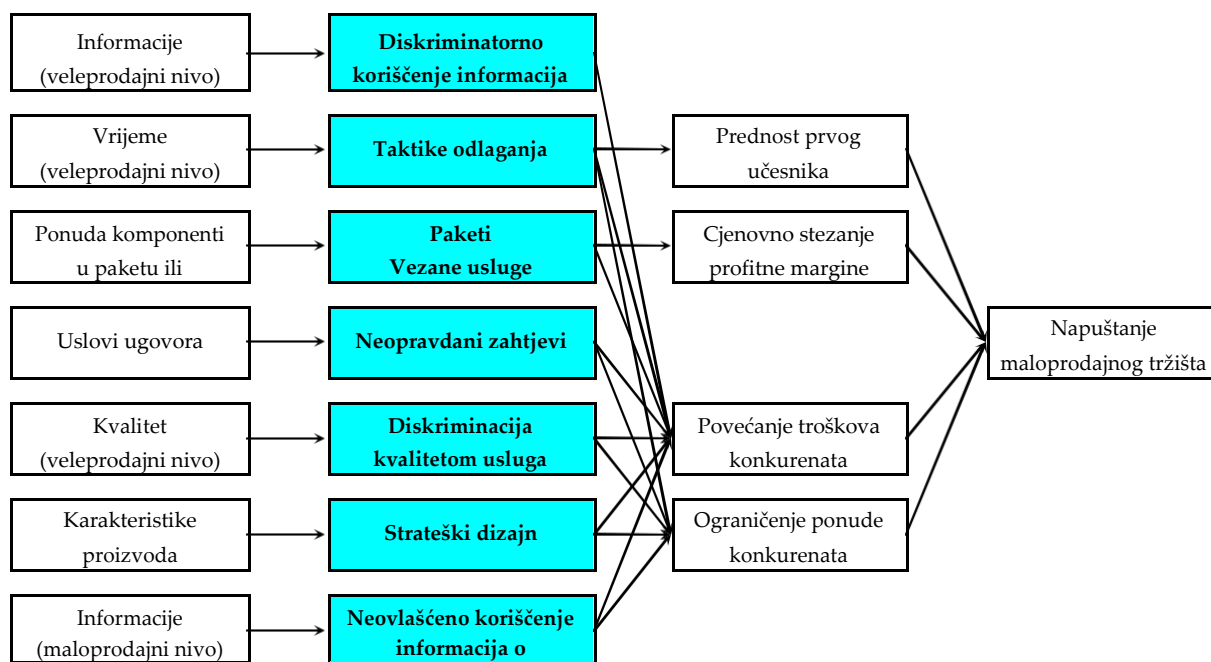 Informacije
(veleprodajni nivo)
Diskriminatorno
koriščenje informacija
Vrijeme
(veleprodajni nivo)
Taktike odlaganja
Prednost prvog
učesnika
Ponuda komponenti
u paketu ili
Paketi
Vezane usluge
Cjenovno stezanje
profitne margine
Uslovi ugovora
Neopravdani zahtjevi
Napuštanje
maloprodajnog tržišta
Kvalitet
(veleprodajni nivo)
Diskriminacija
kvalitetom usluga
Povećanje troškova
konkurenata
Karakteristike
proizvoda
Strateški dizajn
Ograničenje ponude
konkurenata
Informacije
(maloprodajni nivo)
Neovlašćeno koriščenje
informacija o